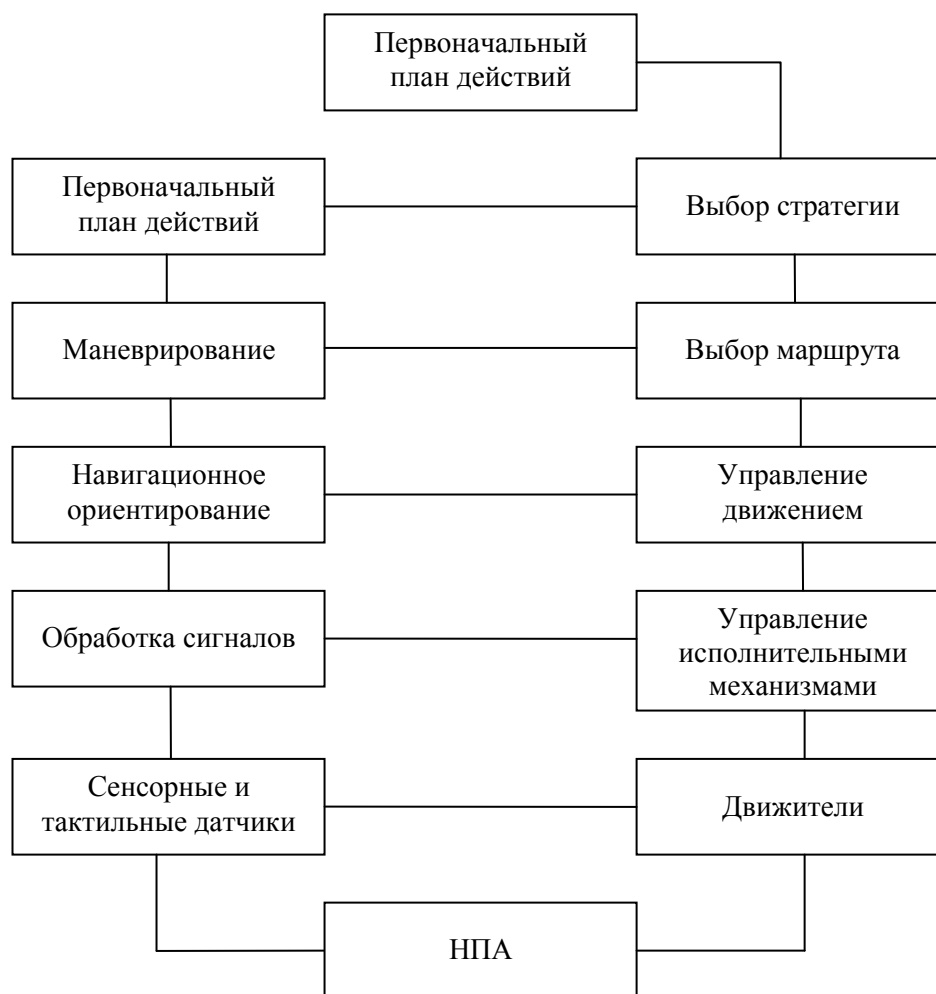 Первоначальный
план действий
Первоначальный
план действий
Выбор стратегии
Маневрирование
Выбор маршрута
Навигационное
ориентирование
Управление
движением
Обработка сигналов
Управление
исполнительными
механизмами
Сенсорные и
тактильные датчики
Движители
НПА